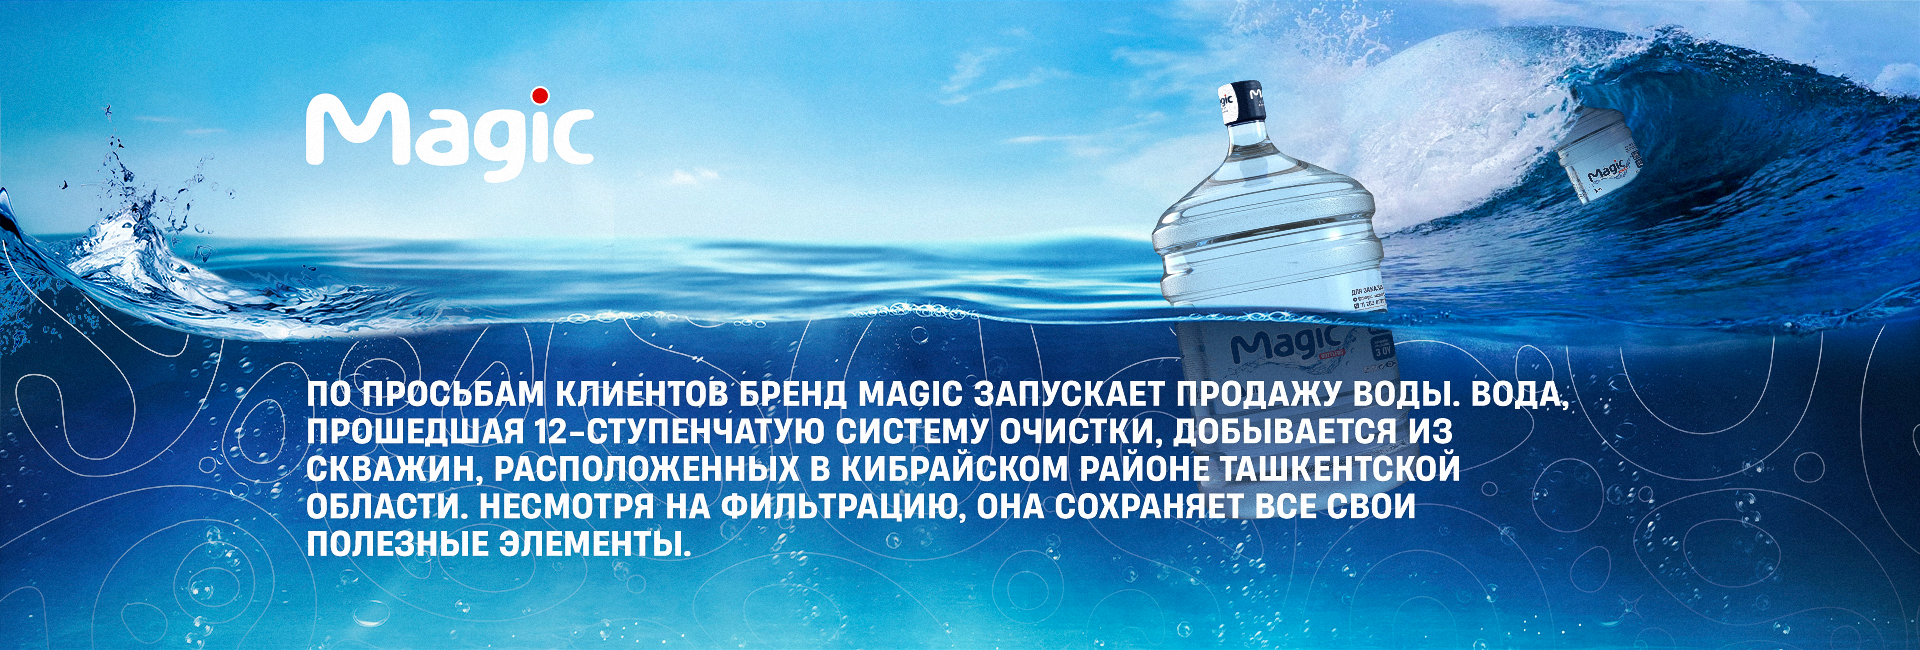 Magic
Magic
Magic
ПО ПРОСЬБАМ КЛИЕНТОВ БРЕНД MAGIC ЗАПУСКАЕТ ПРОДАЖУ ВОДЫ. ВОДА,
ПРОШЕДШАЯ 12-СТУПЕНЧАТУЮ СИСТЕМУ ОЧИСТКИ, ДОБЫВАЕТСЯ ИЗ
СКВАЖИН, РАСПОЛОЖЕННЫХ В КИБРАЙСКОМ РАЙОНЕ ТАШКЕНТСКОЙ
ОБЛАСТИ. НЕСМОТРЯ НА ФИЛЬТРАЦИЮ, ОНА СОХРАНЯЕТ ВСЕ СВОИ
ПОЛЕЗНЫЕ ЭЛЕМЕНТЫ.